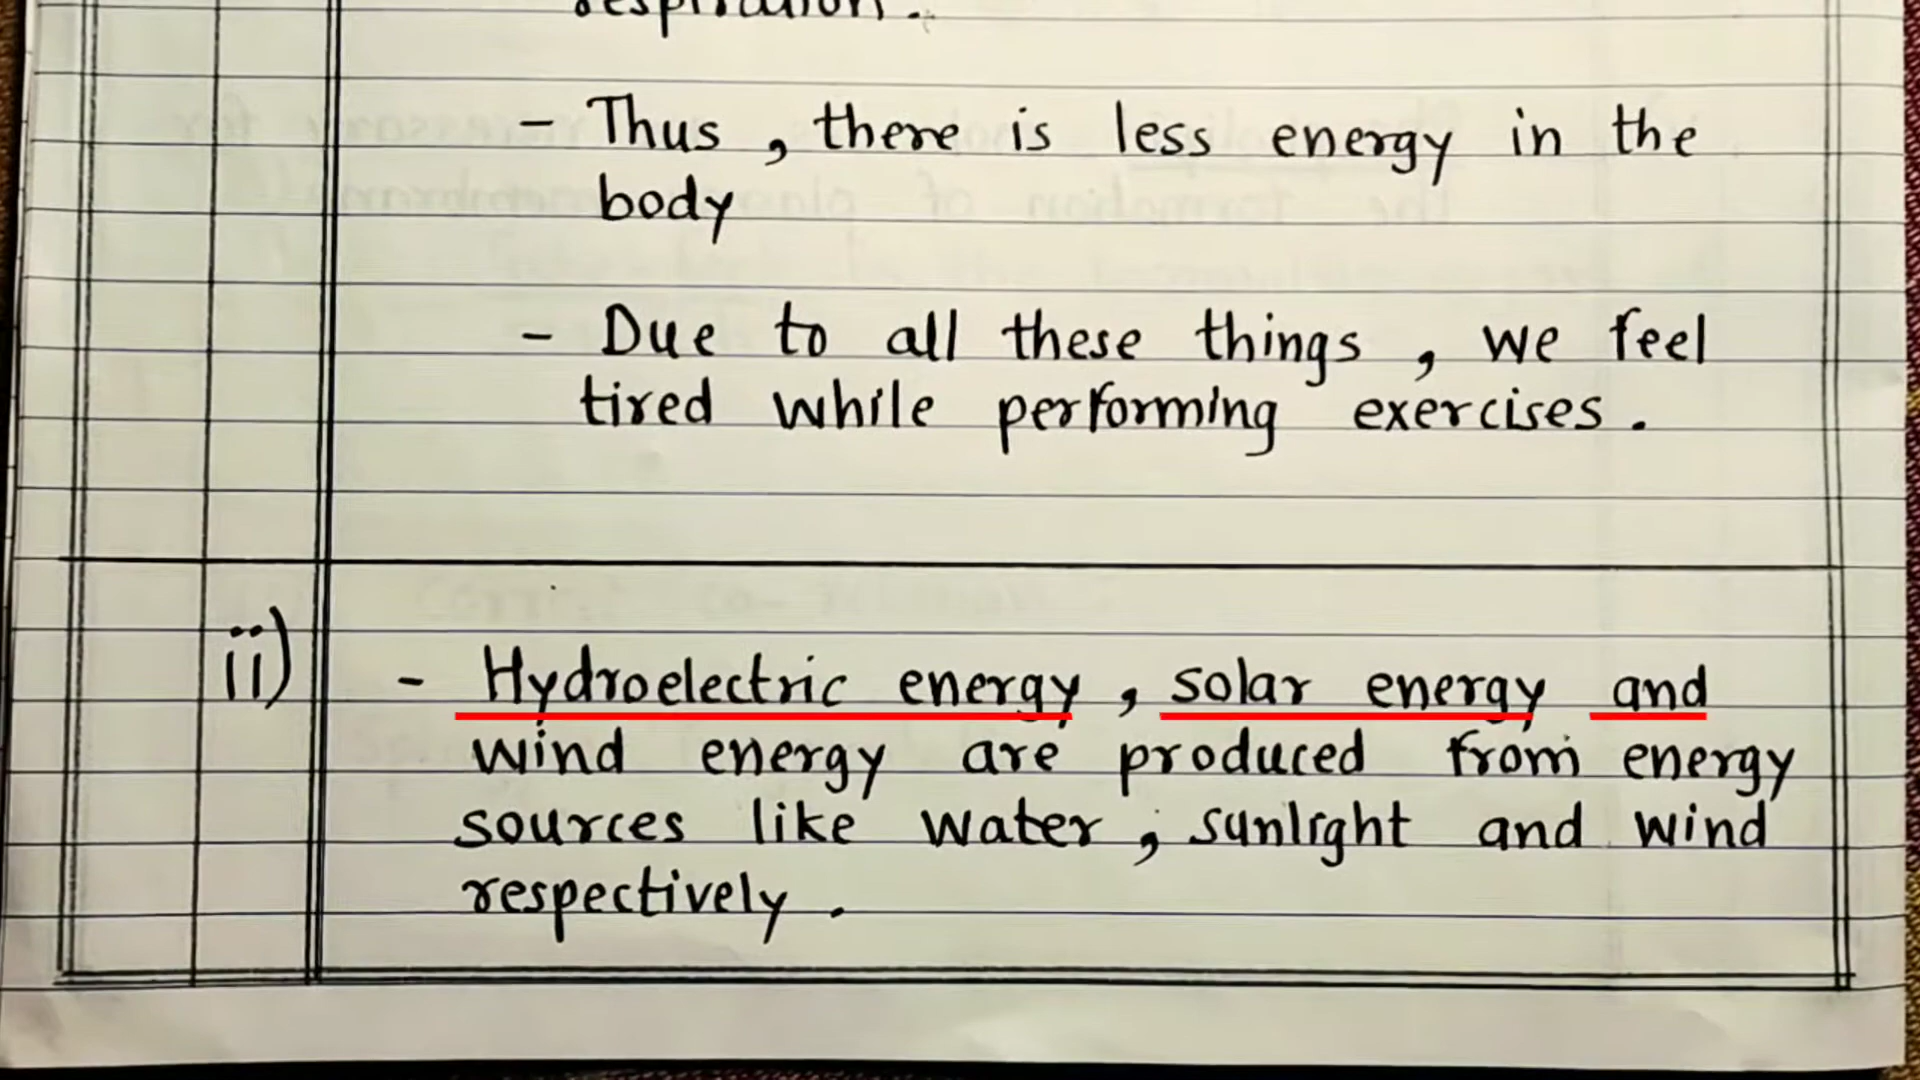 respiration.
- Thus, there is less energy in the
body
- Due to all these things, we feel
tired while performing exercises.
ii) - Hydroelectric energy, solar energy and
wind energy are produced from energy
sources like water, sunlight and wind
respectively.